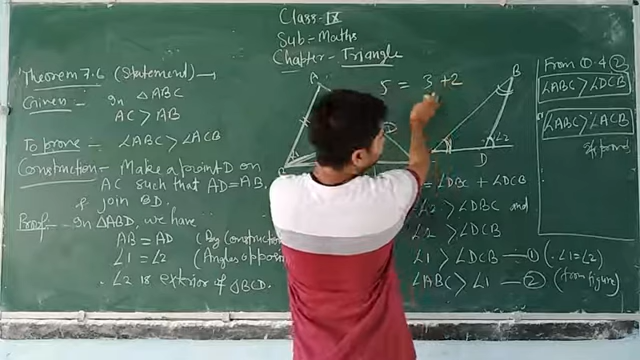 Class-IX
Sub=Maths
Chapter-Triangle
Theorem 7.6 (Statement)
Given: In △ABC
AC > AB
To prove - ∠ABC > ∠ACB
Construction - Make a point D on
AC such that AD=AB,
& join BD.
Proof - In △ABD, we have
AB = AD (By Construction
∠1 = ∠2 (Angles opposi
∠2 is exterior of △BCD.
A
5 = 3 +2
D
B
∠2
D
= ∠DBC + ∠DCB
∠2 > ∠DBC and
∠2 > ∠DCB
∠1 > ∠DCB — ① (∵ ∠1=∠2)
∠ABC > ∠1 — ② (from figure)
From ① & ②
∠ABC > ∠DCB
∠ABC > ∠ACB